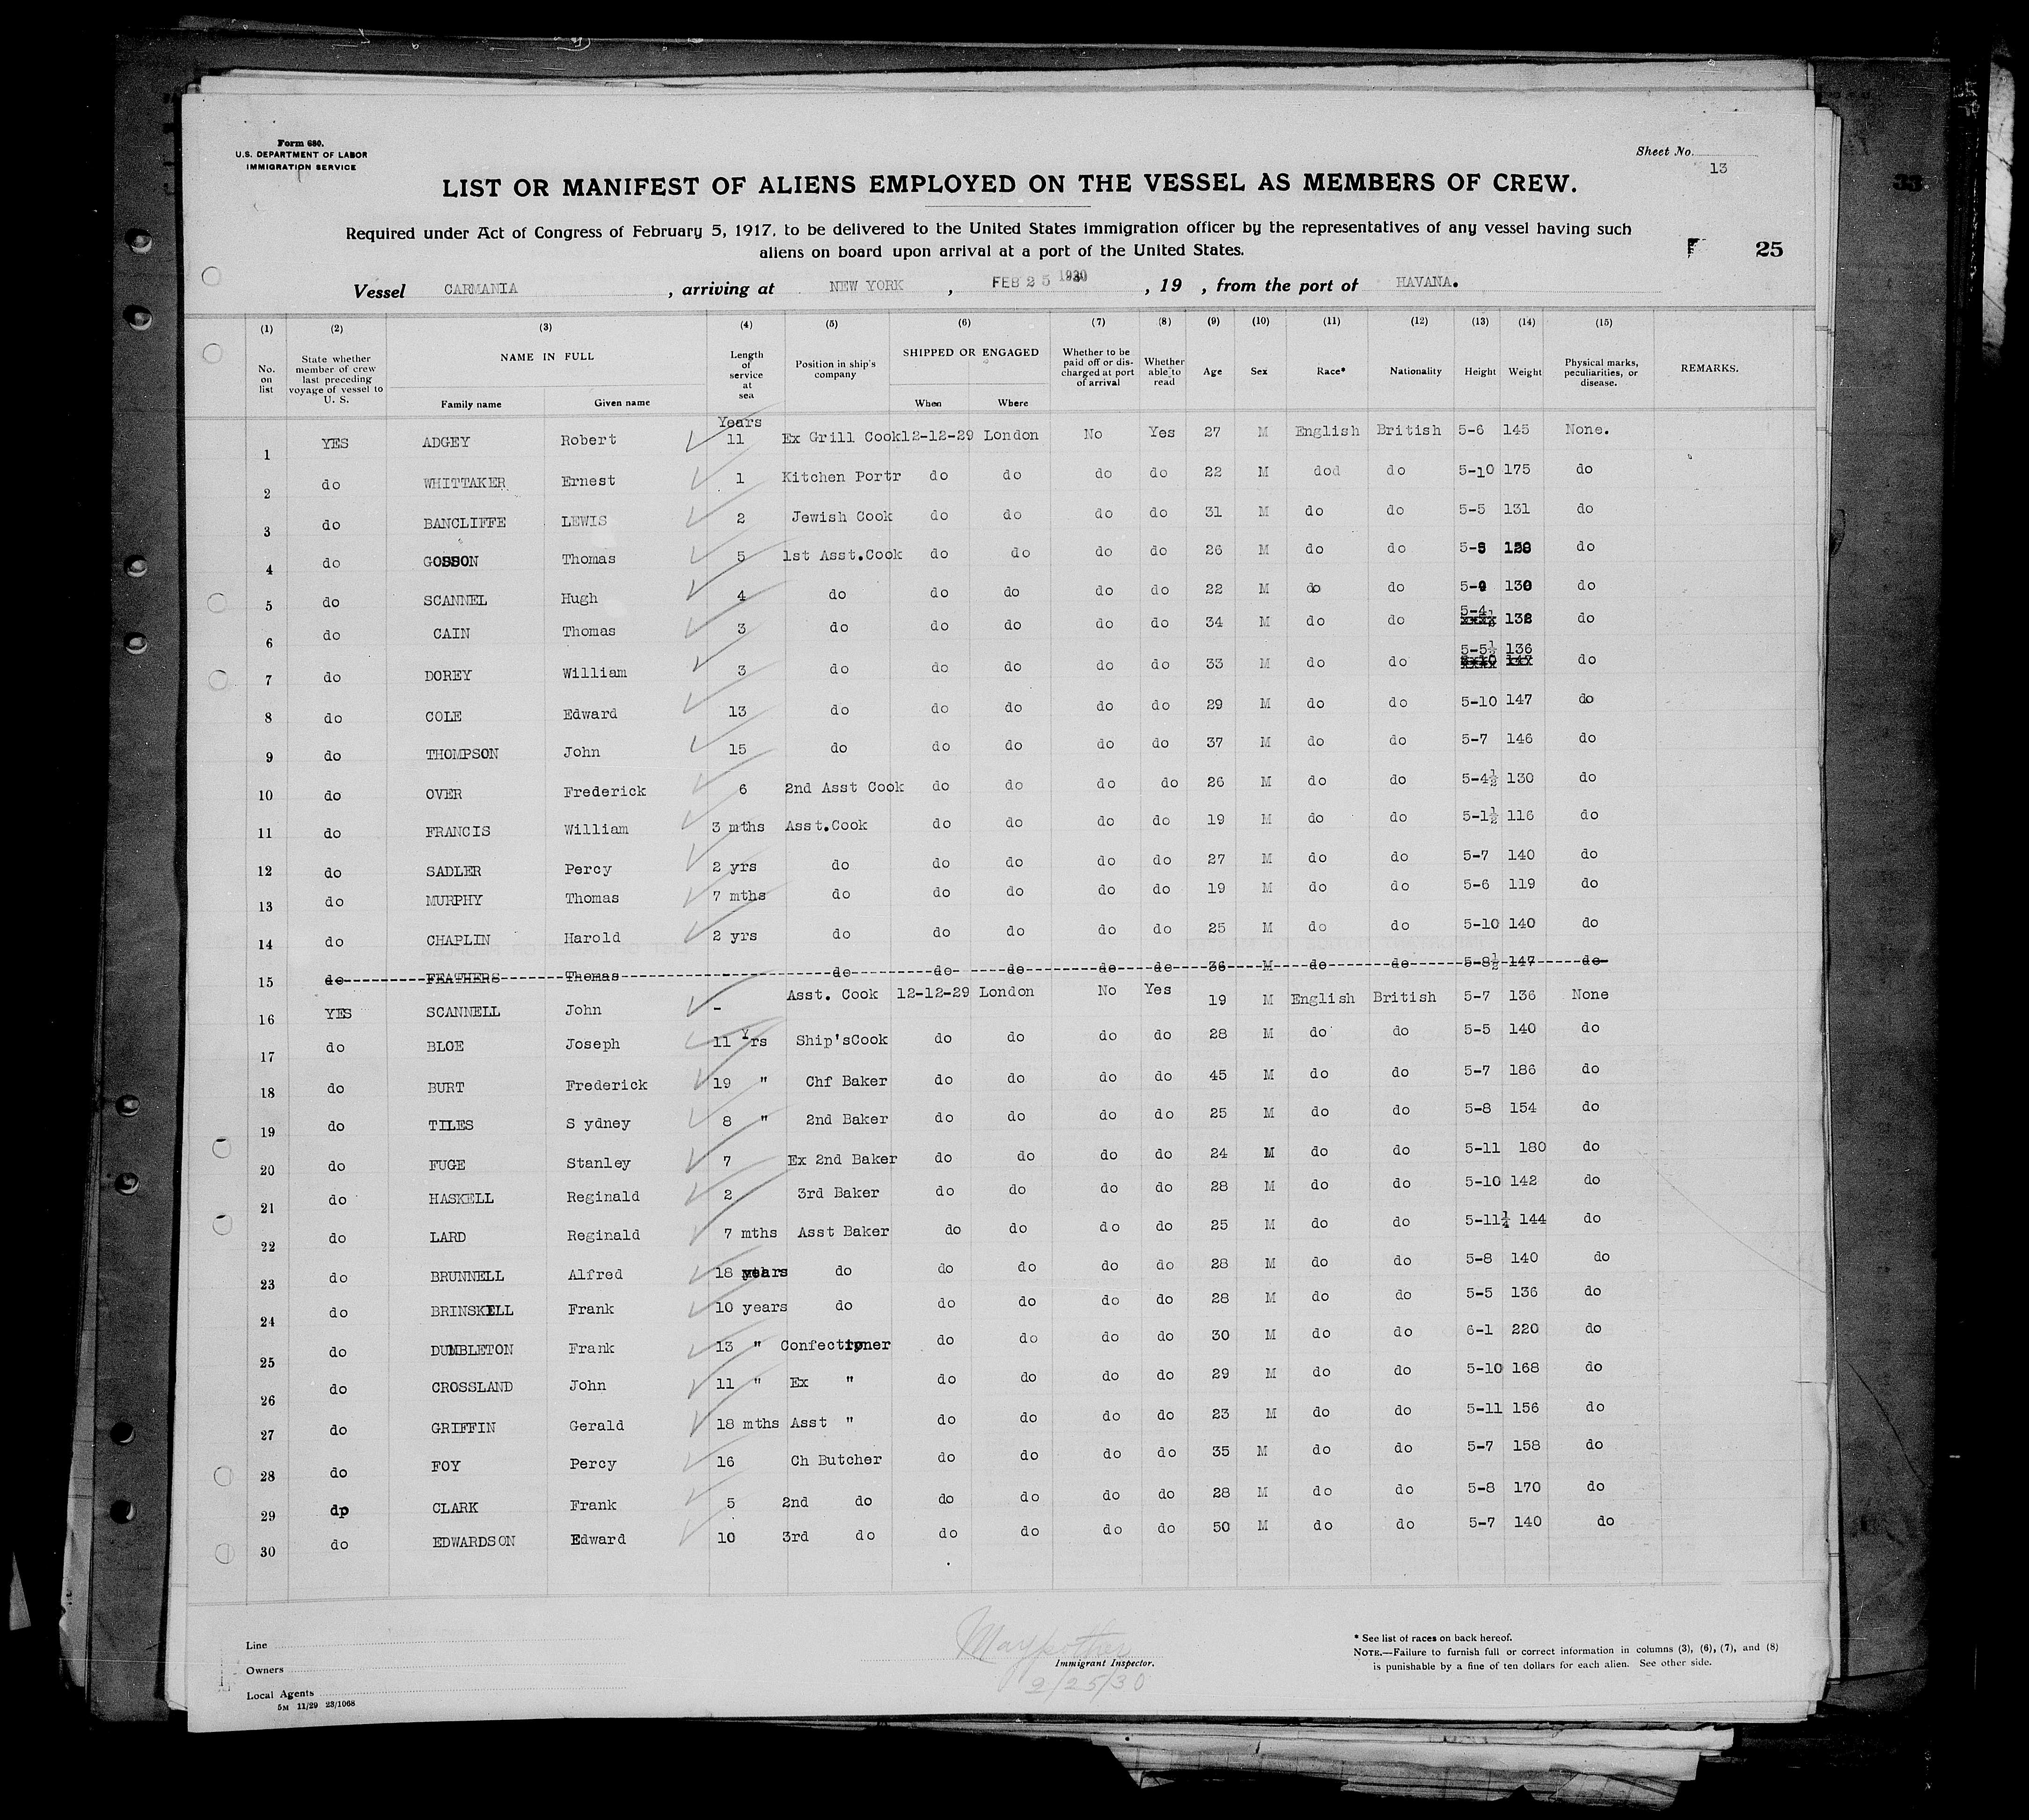 Form 680.
U.S. DEPARTMENT OF LABOR
IMMIGRATION SERVICE
Sheet No.
13
LIST OR MANIFEST OF ALIENS EMPLOYED ON THE VESSEL AS MEMBERS OF CREW.
Required under Act of Congress of February 5, 1917, to be delivered to the United States immigration officer by the representatives of any vessel having such
aliens on board upon arrival at a port of the United States.
25
Vessel CARMANIA , arriving at NEW YORK , FEB 25 1930 , 19 , from the port of HAVANA.
(1) (2) (3) (4) (5) (6) (7) (8) (9) (10) (11) (12) (13) (14) (15)
No. on list State whether member of crew last preceding voyage of vessel to U. S. NAME IN FULL Length of service at sea Position in ship's company SHIPPED OR ENGAGED Whether to be paid off or discharged at port of arrival Whether able to read Age Sex Race* Nationality Height Weight Physical marks, peculiarities, or disease. REMARKS.
Family name Given name When Where
Years
1 YES ADGEY Robert 11 Ex Grill Cook 12-12-29 London No Yes 27 M English British 5-6 145 None.
2 do WHITTAKER Ernest 1 Kitchen Portr do do do do 22 M dod do 5-10 175 do
3 do BANCLIFFE LEWIS 2 Jewish Cook do do do do 31 M do do 5-5 131 do
4 do GOSSON Thomas 5 1st Asst.Cook do do do do 26 M do do 5- do
5 do SCANNEL Hugh 4 do do do do do 22 M do do 5- do
6 do CAIN Thomas 3 do do do do do 34 M do do 5-4 138 do
7 do DOREY William 3 do do do do do 33 M do do 5-5½ 136 do
8 do COLE Edward 13 do do do do do 29 M do do 5-10 147 do
9 do THOMPSON John 15 do do do do do 37 M do do 5-7 146 do
10 do OVER Frederick 6 2nd Asst Cook do do do do 26 M do do 5-4½ 130 do
11 do FRANCIS William 3 mths Asst.Cook do do do do 19 M do do 5-1½ 116 do
12 do SADLER Percy 2 yrs do do do do do 27 M do do 5-7 140 do
13 do MURPHY Thomas 7 mths do do do do do 19 M do do 5-6 119 do
14 do CHAPLIN Harold 2 yrs do do do do do 25 M do do 5-10 140 do
15 do FEATHERS Thomas - do do do do do 36 M do do 5-8½ 147 do
16 YES SCANNELL John - Asst. Cook 12-12-29 London No Yes 19 M English British 5-7 136 None
17 do BLOE Joseph 11 Yrs Ship'sCook do do do do 28 M do do 5-5 140 do
18 do BURT Frederick 19 " Chf Baker do do do do 45 M do do 5-7 186 do
19 do TILES S ydney 8 " 2nd Baker do do do do 25 M do do 5-8 154 do
20 do FUGE Stanley 7 Ex 2nd Baker do do do do 24 M do do 5-11 180 do
21 do HASKELL Reginald 2 3rd Baker do do do do 28 M do do 5-10 142 do
22 do LARD Reginald 7 mths Asst Baker do do do do 25 M do do 5-11¼ 144 do
23 do BRUNNELL Alfred 18 do do do do do 28 M do do 5-8 140 do
24 do BRINSKELL Frank 10 years do do do do do 28 M do do 5-5 136 do
25 do DUMBLETON Frank 13 " Confectioner do do do do 30 M do do 6-1 220 do
26 do CROSSLAND John 11 " Ex " do do do do 29 M do do 5-10 168 do
27 do GRIFFIN Gerald 18 mths Asst " do do do do 23 M do do 5-11 156 do
28 do FOY Percy 16 Ch Butcher do do do do 35 M do do 5-7 158 do
29 dp CLARK Frank 5 2nd do do do do do 28 M do do 5-8 170 do
30 do EDWARDSON Edward 10 3rd do do do do do 50 M do do 5-7 140 do
Line
Owners
Local Agents
5M 11/29 23/1068
Immigrant Inspector.
2/25/30
* See list of races on back hereof.
NOTE.—Failure to furnish full or correct information in columns (3), (6), (7), and (8)
is punishable by a fine of ten dollars for each alien. See other side.